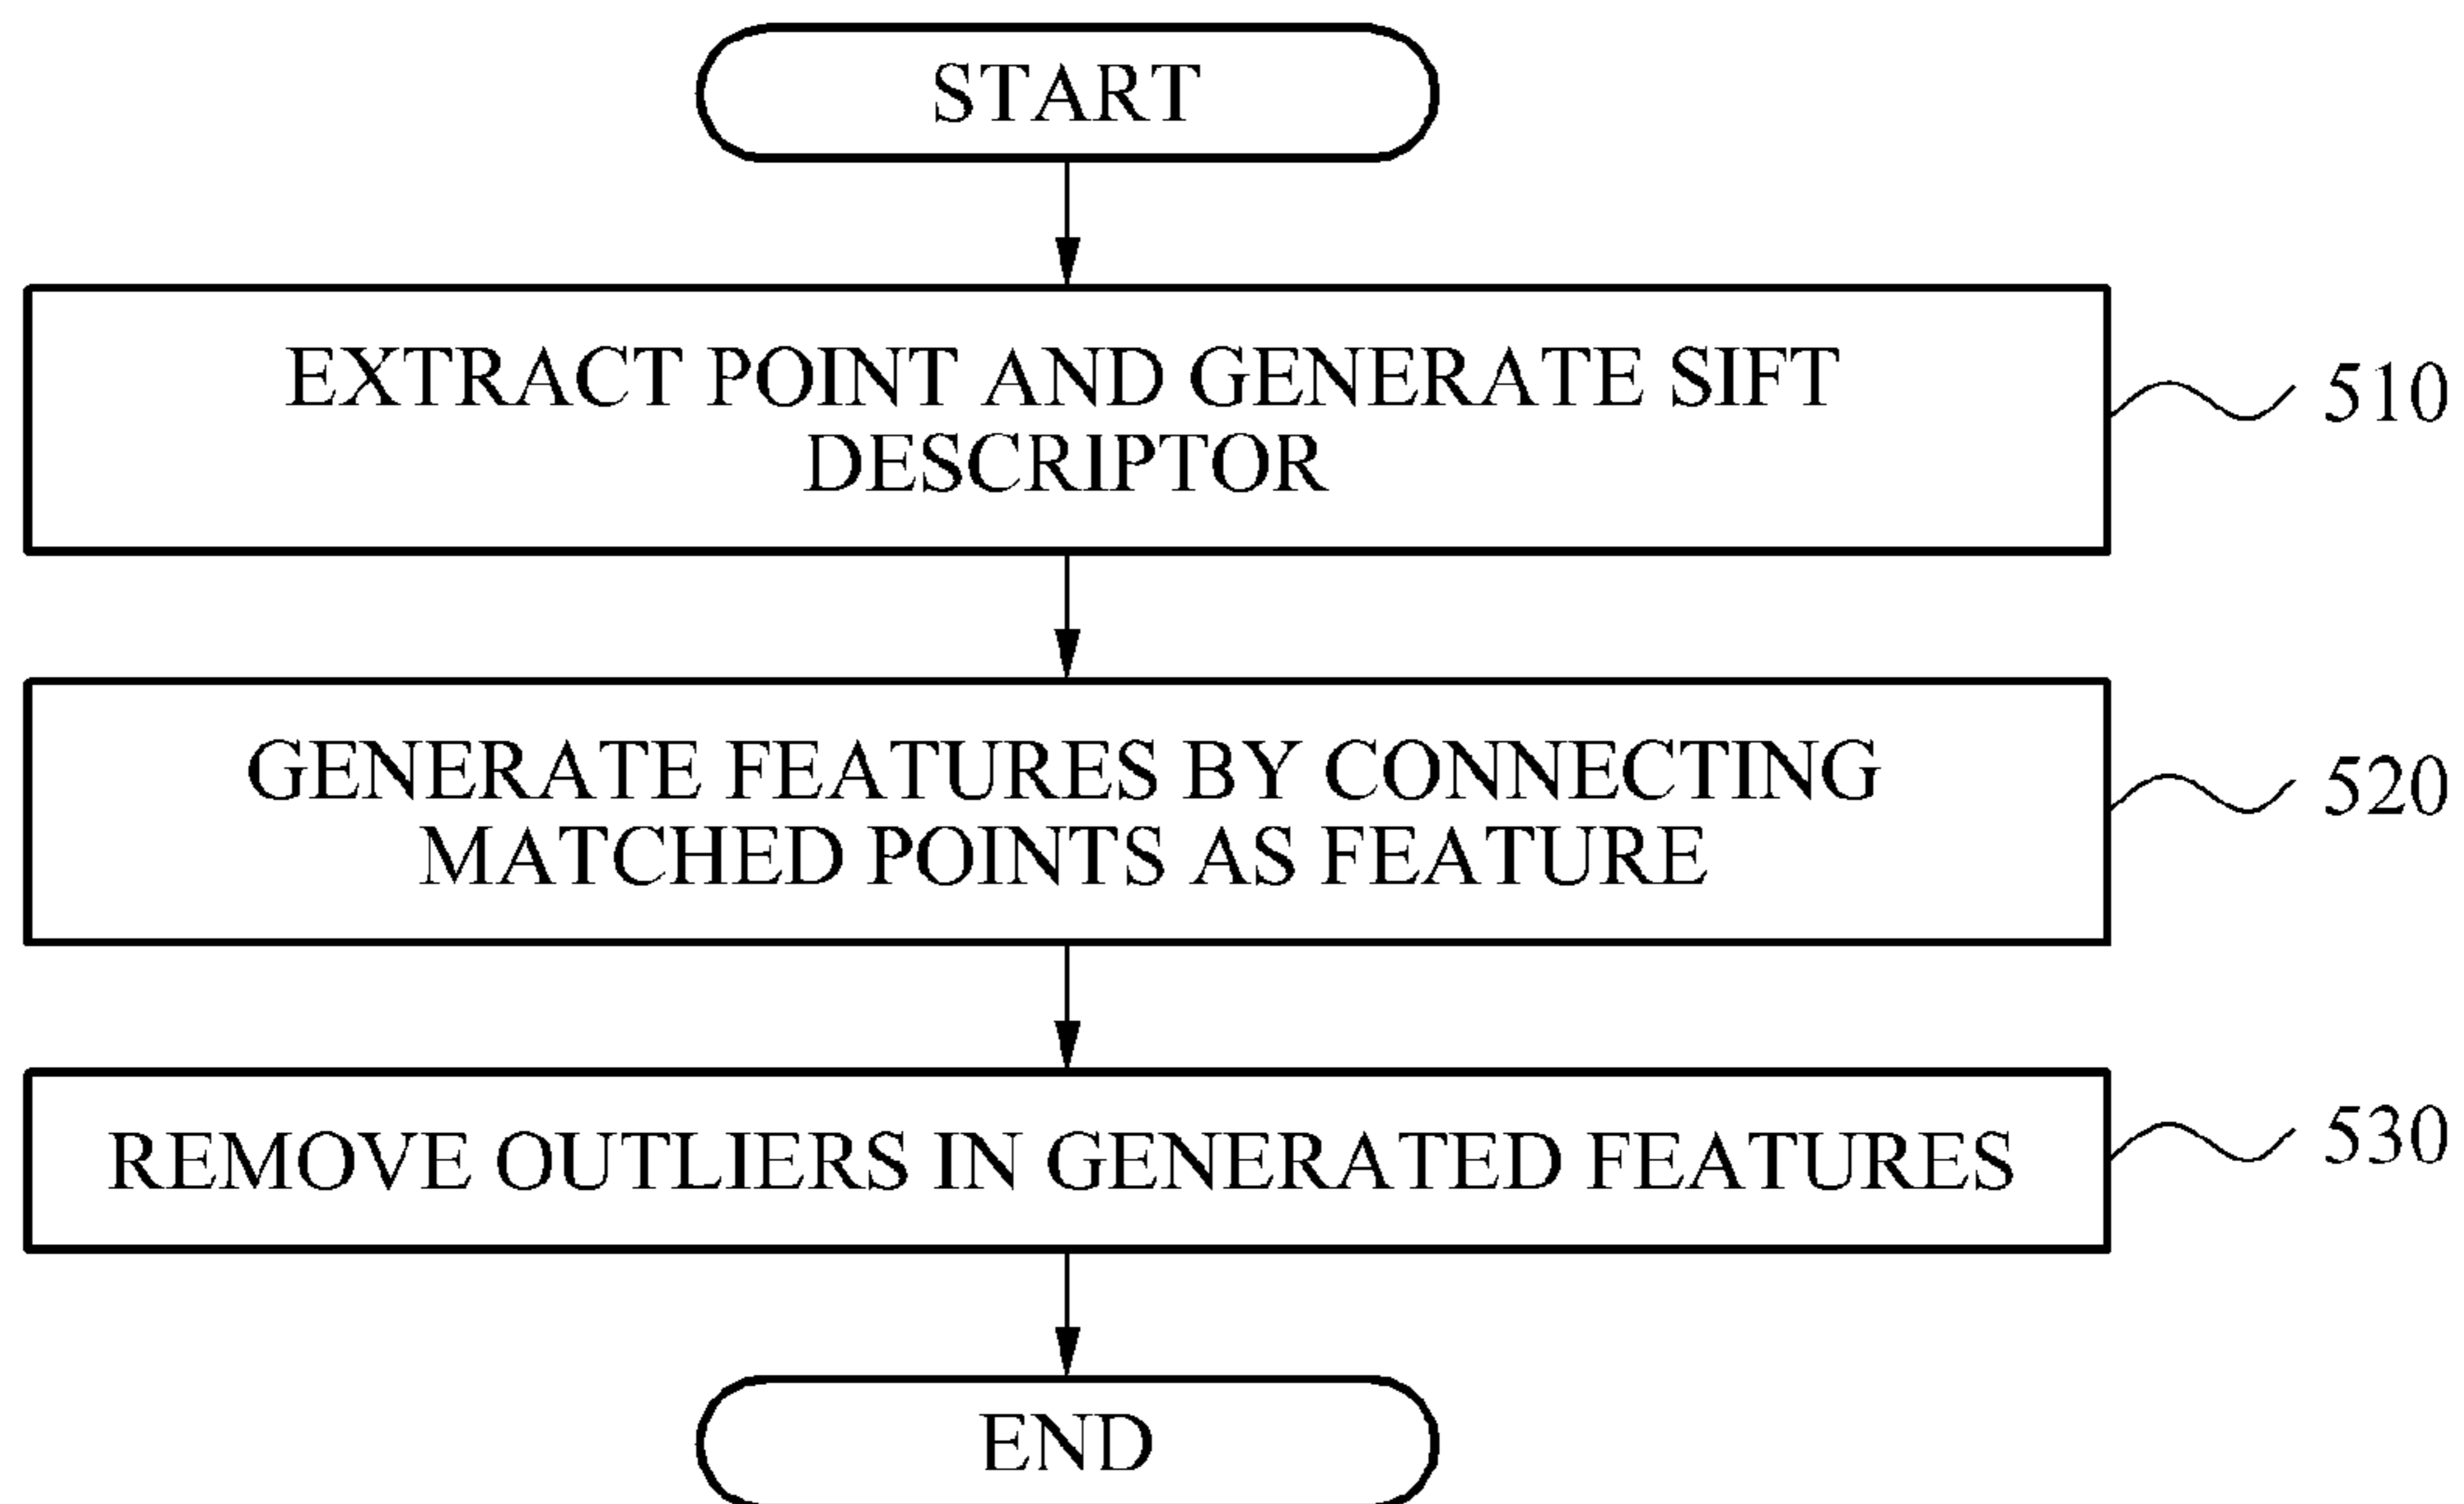 START
EXTRACT POINT AND GENERATE SIFT
DESCRIPTOR
510
GENERATE FEATURES BY CONNECTING
MATCHED POINTS AS FEATURE
520
REMOVE OUTLIERS IN GENERATED FEATURES
530
END